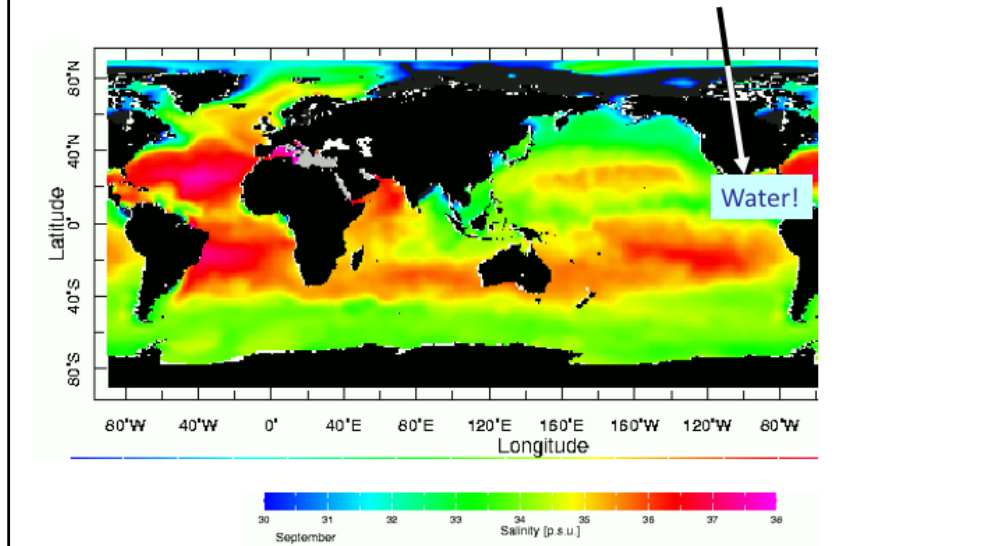 80°N
40°N
Latitude
0°
40°S
80°S
Water!
80°W 40°W 0° 40°E 80°E 120°E 160°E 160°W 120°W 80°W
Longitude
30 31 32 33 34 35 36 37 38
Salinity [p.s.u.]
September